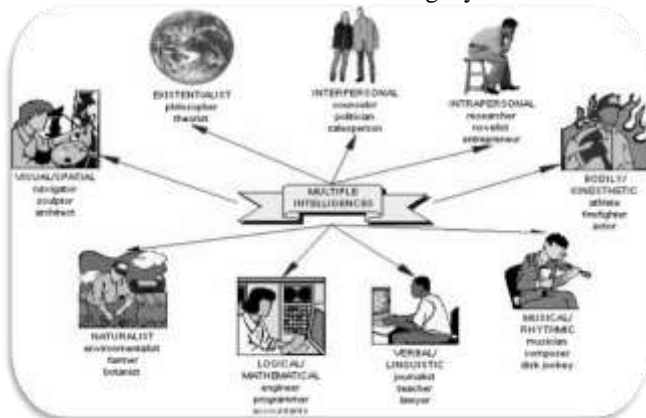 EXISTENTIALIST
philosopher
theorist
INTERPERSONAL
counselor
politician
salesperson
INTRAPERSONAL
researcher
novelist
entrepreneur
VISUAL/SPATIAL
navigator
sculptor
architect
MULTIPLE
INTELLIGENCES
BODILY/
KINESTHETIC
athlete
firefighter
actor
NATURALIST
environmentalist
farmer
botanist
LOGICAL/
MATHEMATICAL
engineer
programmer
accountants
VERBAL/
LINGUISTIC
journalist
teacher
lawyer
MUSICAL/
RHYTHMIC
musician
composer
disk jockey